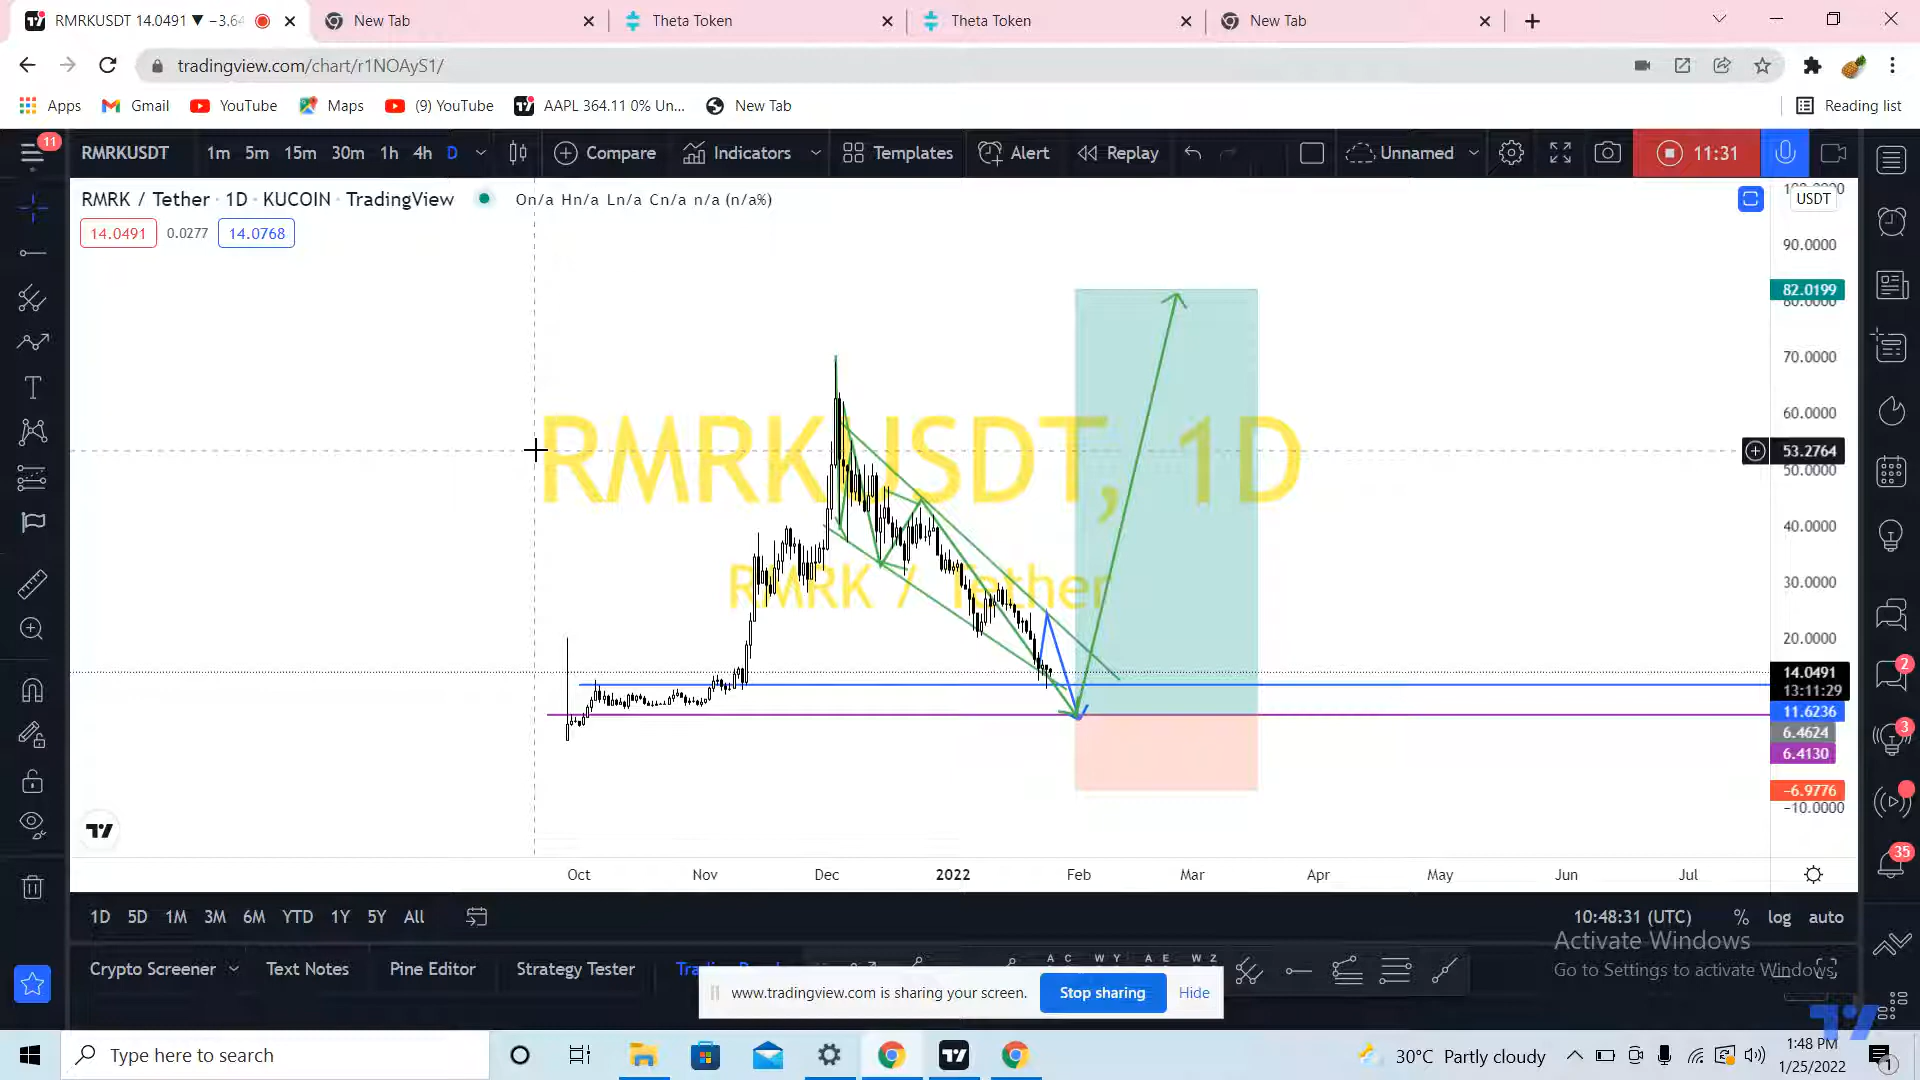 RMRKUSDT 14.0491 ▼ −3.64
New Tab
Theta Token
Theta Token
New Tab
tradingview.com/chart/r1NOAyS1/
Apps
Gmail
YouTube
Maps
(9) YouTube
AAPL 364.11 0% Un...
New Tab
Reading list
11
RMRKUSDT
1m 5m 15m 30m 1h 4h D
Compare
Indicators
Templates
Alert
Replay
Unnamed
11:31
RMRK / Tether · 1D · KUCOIN · TradingView
On/a Hn/a Ln/a Cn/a n/a (n/a%)
14.0491 0.0277 14.0768
USDT
90.0000
82.0199
70.0000
60.0000
53.2764
50.0000
40.0000
30.0000
20.0000
14.0491
13:11:29
11.6236
6.4624
6.4130
−6.9776
−10.0000
RMRKUSDT, 1D
RMRK / Tether
2
3
35
Oct Nov Dec 2022 Feb Mar Apr May Jun Jul
1D 5D 1M 3M 6M YTD 1Y 5Y All
10:48:31 (UTC) % log auto
Activate Windows
Go to Settings to activate Windows.
Crypto Screener
Text Notes
Pine Editor
Strategy Tester
A C W Y A E W Z
www.tradingview.com is sharing your screen.
Stop sharing
Hide
Type here to search
30°C Partly cloudy
1:48 PM
1/25/2022
1